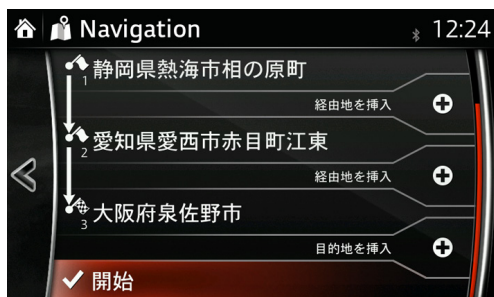 Navigation 12:24
1 静岡県熱海市相の原町
経由地を挿入
2 愛知県愛西市赤目町江東
経由地を挿入
3 大阪府泉佐野市
目的地を挿入
開始